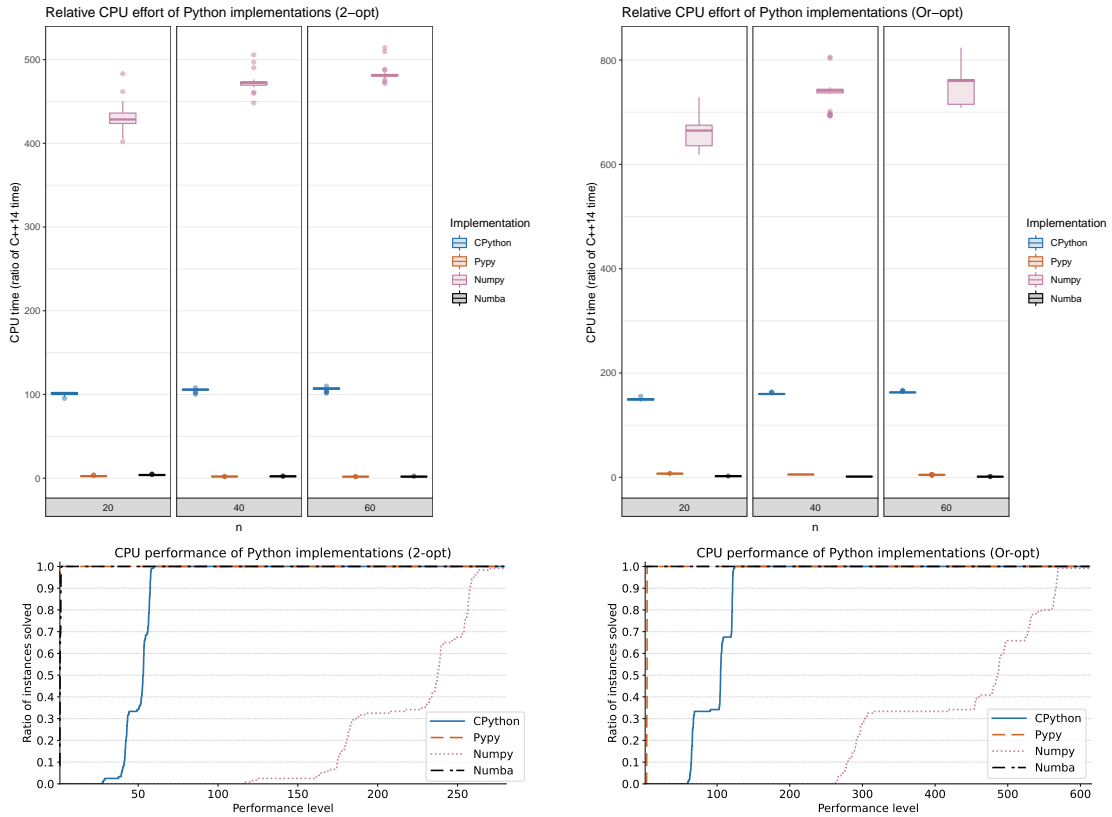 Relative CPU effort of Python implementations (2−opt)
CPU time (ratio of C++14 time)
500
400
300
200
100
0
20
40
60
n
Implementation
CPython
Pypy
Numpy
Numba
Relative CPU effort of Python implementations (Or−opt)
CPU time (ratio of C++14 time)
800
600
400
200
0
20
40
60
n
Implementation
CPython
Pypy
Numpy
Numba
CPU performance of Python implementations (2-opt)
Ratio of instances solved
1.0
0.9
0.8
0.7
0.6
0.5
0.4
0.3
0.2
0.1
0.0
50
100
150
200
250
Performance level
CPython
Pypy
Numpy
Numba
CPU performance of Python implementations (Or-opt)
Ratio of instances solved
1.0
0.9
0.8
0.7
0.6
0.5
0.4
0.3
0.2
0.1
0.0
100
200
300
400
500
600
Performance level
CPython
Pypy
Numpy
Numba